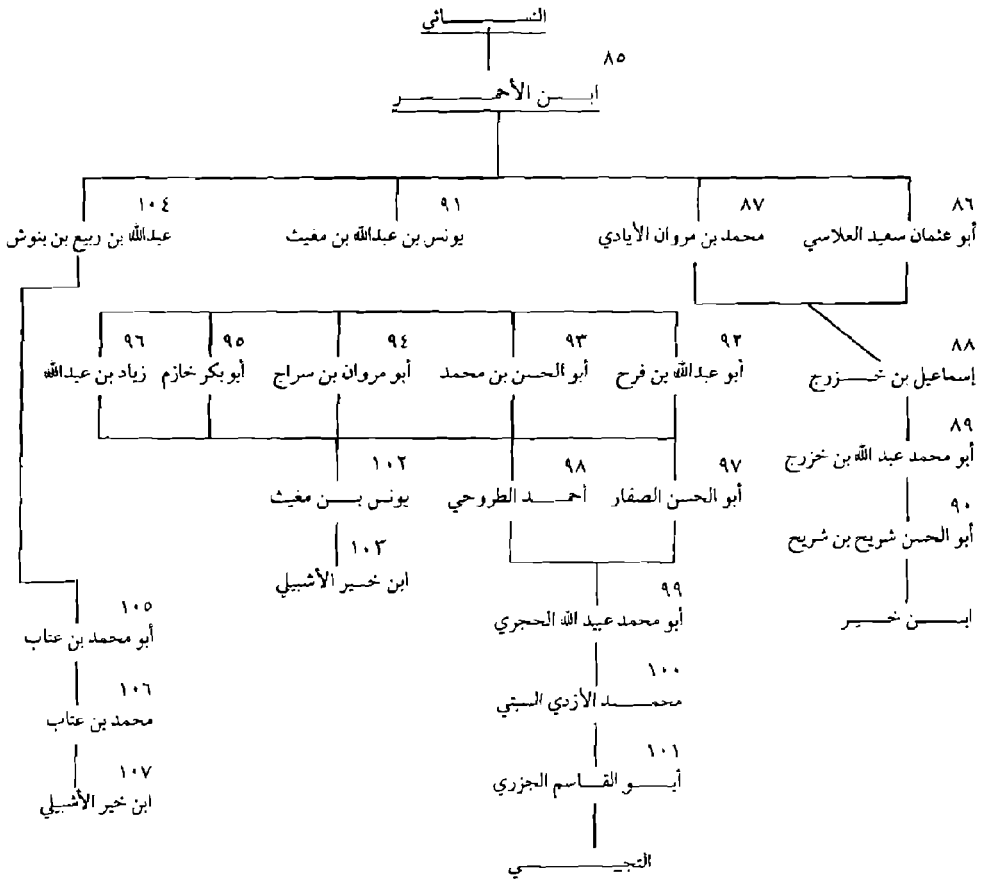 النسائي
٨٥
ابن الأحمر
٨٦
أبو عثمان سعيد العلاسي
٨٧
محمد بن مروان الأيادي
٩١
يونس بن عبدالله بن مغيث
١٠٤
عبدالله بن ربيع بن بنوش
٨٨
إسماعيل بن خزرج
٨٩
أبو محمد عبد الله بن خزرج
٩٠
أبو الحسن شريح بن شريح
ابن خير
٩٢
أبو عبدالله بن فرح
٩٣
أبو الحسن بن محمد
٩٤
أبو مروان بن سراج
٩٥
أبو بكر خازم
٩٦
زياد بن عبدالله
٩٧
أبو الحسن الصفار
٩٨
أحمد الطروحي
١٠٢
يونس بن مغيث
١٠٣
ابن خير الأشبيلي
٩٩
أبو محمد عبيد الله الحجري
١٠٠
محمد الأزدي السبتي
١٠١
أبو القاسم الجزري
التجيبي
١٠٥
أبو محمد بن عتاب
١٠٦
محمد بن عتاب
١٠٧
ابن خير الأشبيلي